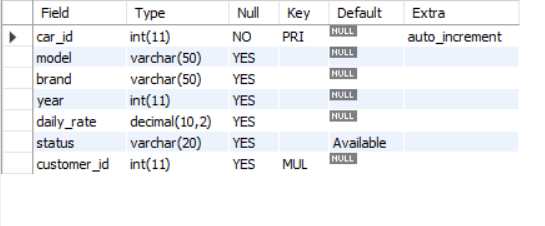 Field Type Null Key Default Extra
car_id int(11) NO PRI NULL auto_increment
model varchar(50) YES NULL
brand varchar(50) YES NULL
year int(11) YES NULL
daily_rate decimal(10,2) YES NULL
status varchar(20) YES Available
customer_id int(11) YES MUL NULL